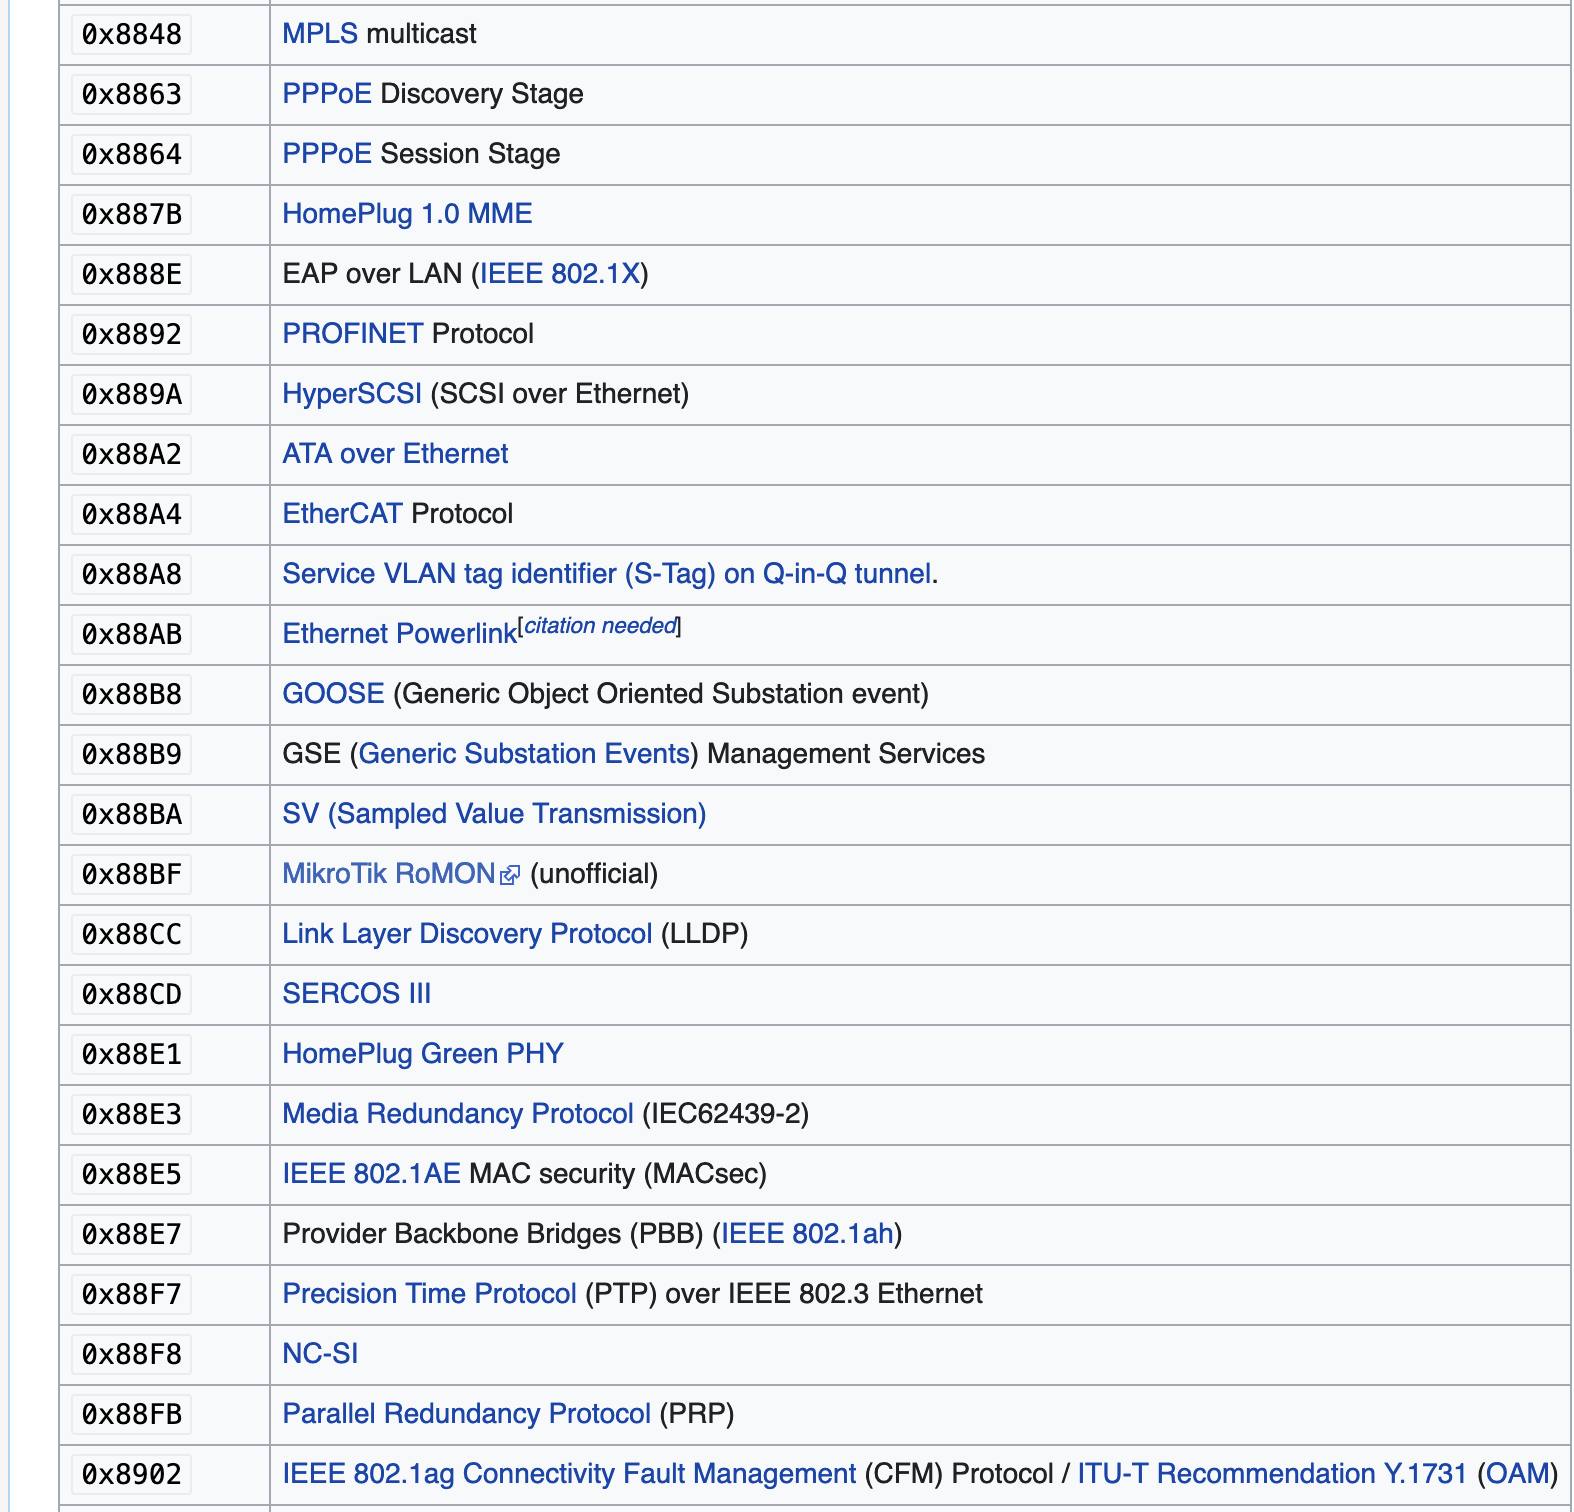 0x8848 MPLS multicast
0x8863 PPPoE Discovery Stage
0x8864 PPPoE Session Stage
0x887B HomePlug 1.0 MME
0x888E EAP over LAN (IEEE 802.1X)
0x8892 PROFINET Protocol
0x889A HyperSCSI (SCSI over Ethernet)
0x88A2 ATA over Ethernet
0x88A4 EtherCAT Protocol
0x88A8 Service VLAN tag identifier (S-Tag) on Q-in-Q tunnel.
0x88AB Ethernet Powerlink[citation needed]
0x88B8 GOOSE (Generic Object Oriented Substation event)
0x88B9 GSE (Generic Substation Events) Management Services
0x88BA SV (Sampled Value Transmission)
0x88BF MikroTik RoMON (unofficial)
0x88CC Link Layer Discovery Protocol (LLDP)
0x88CD SERCOS III
0x88E1 HomePlug Green PHY
0x88E3 Media Redundancy Protocol (IEC62439-2)
0x88E5 IEEE 802.1AE MAC security (MACsec)
0x88E7 Provider Backbone Bridges (PBB) (IEEE 802.1ah)
0x88F7 Precision Time Protocol (PTP) over IEEE 802.3 Ethernet
0x88F8 NC-SI
0x88FB Parallel Redundancy Protocol (PRP)
0x8902 IEEE 802.1ag Connectivity Fault Management (CFM) Protocol / ITU-T Recommendation Y.1731 (OAM)